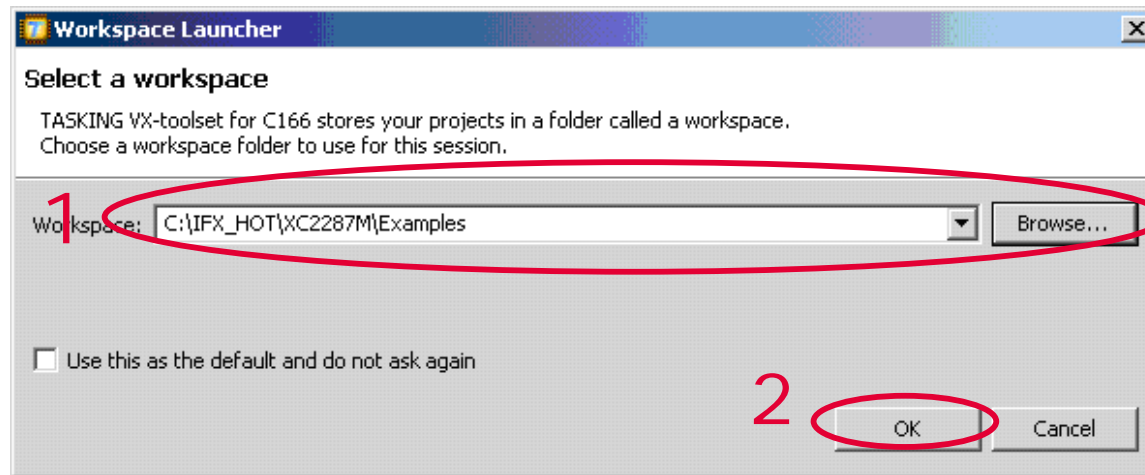 Workspace Launcher
Select a workspace
TASKING VX-toolset for C166 stores your projects in a folder called a workspace.
Choose a workspace folder to use for this session.
1
Workspace: C:\IFX_HOT\XC2287M\Examples Browse...
Use this as the default and do not ask again
2
OK Cancel